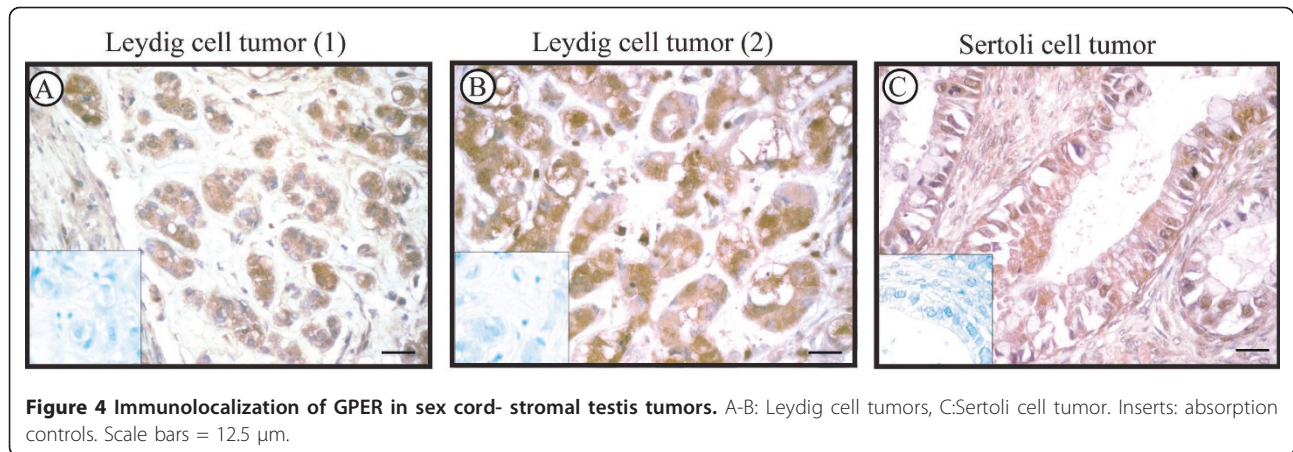 Leydig cell tumor (1)
Leydig cell tumor (2)
Sertoli cell tumor
A
B
C
Figure 4 Immunolocalization of GPER in sex cord- stromal testis tumors. A-B: Leydig cell tumors, C:Sertoli cell tumor. Inserts: absorption
controls. Scale bars = 12.5 μm.